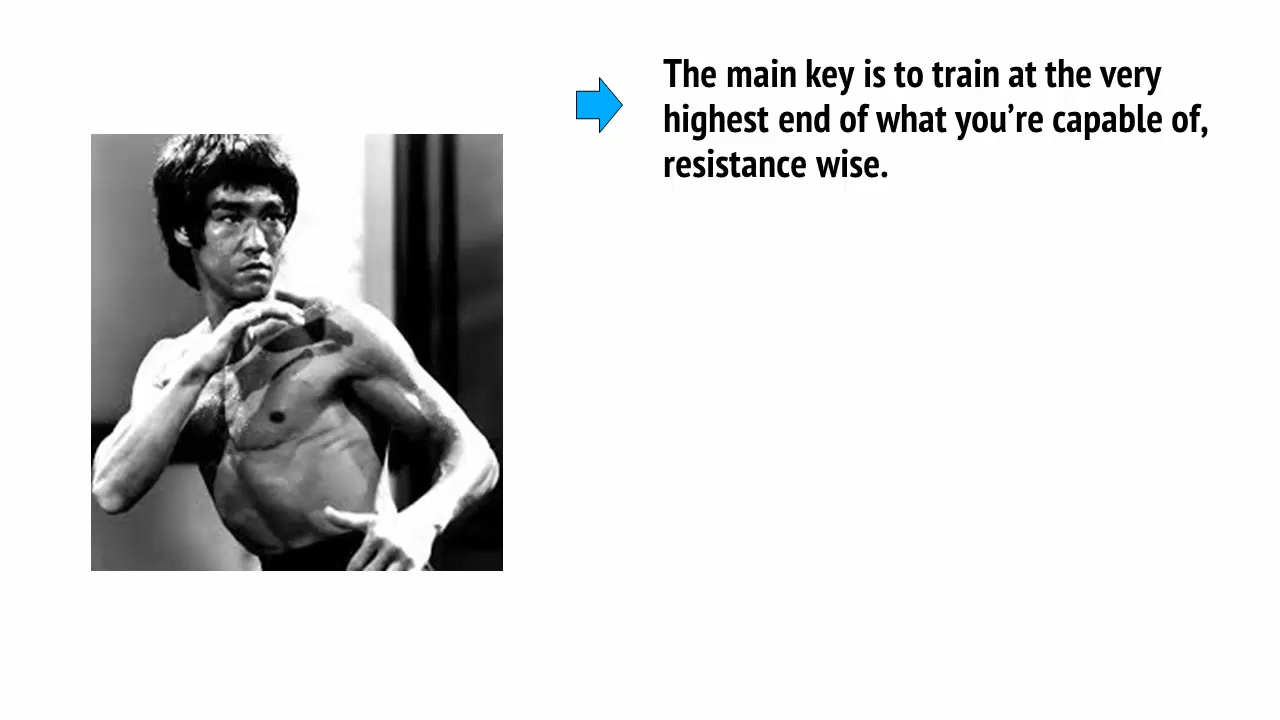 The main key is to train at the very
highest end of what you’re capable of,
resistance wise.